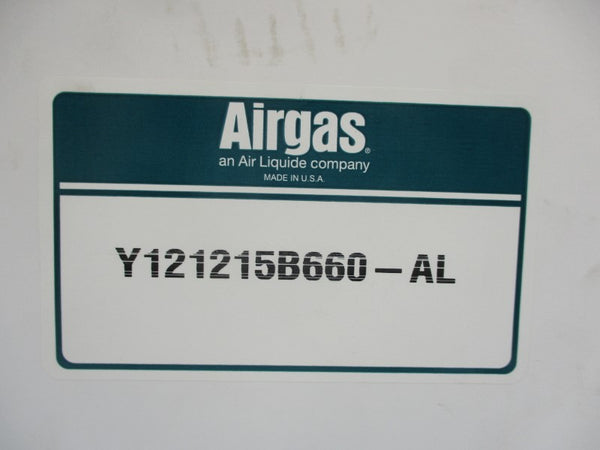 Airgas®
an Air Liquide company
MADE IN U.S.A.
Y121215B660-AL